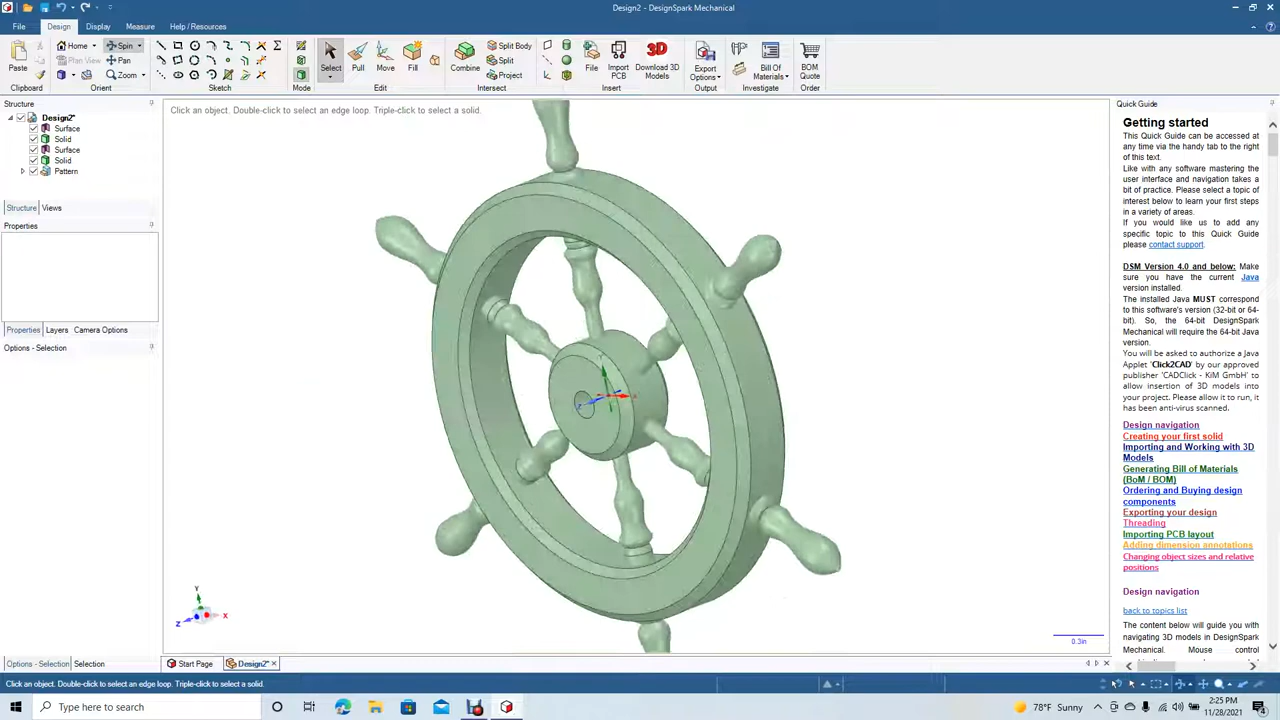 Design2 - DesignSpark Mechanical
File Design Display Measure Help / Resources
Paste
Home
Plan View
Spin
Pan
Zoom
Select
Pull
Move
Fill
Combine
Split Body
Split
Project
File
Import
PCB
Download 3D
Models
Export
Options
Bill Of
Materials
BOM
Quote
Clipboard Orient Sketch Mode Edit Intersect Insert Output Investigate Order
Structure
Design2*
Surface
Solid
Surface
Solid
Pattern
Structure Views
Properties
Properties Layers Camera Options
Options - Selection
Options - Selection Selection
Click an object. Double-click to select an edge loop. Triple-click to select a solid.
Y
X
Z
0.3in
Start Page Design2*
Quick Guide
Getting started
This Quick Guide can be accessed at
any time via the handy tab to the right
of this text.
Like with any software mastering the
user interface and navigation takes a
bit of practice. Please select a topic of
interest below to learn your first steps
in a variety of areas.
If you would like us to add any
specific topic to this Quick Guide
please contact support.
DSM Version 4.0 and below: Make
sure you have the current Java
version installed.
The installed Java MUST correspond
to this software's version (32-bit or 64-
bit). So, the 64-bit DesignSpark
Mechanical will require the 64-bit Java
version.
You will be asked to authorize a Java
Applet 'Click2CAD' by our approved
publisher 'CADClick - KiM GmbH' to
allow insertion of 3D models into
your project. Please allow it to run, it
has been anti-virus scanned.
Design navigation
Creating your first solid
Importing and Working with 3D
Models
Generating Bill of Materials
(BoM / BOM)
Ordering and Buying design
components
Exporting your design
Threading
Importing PCB layout
Adding dimension annotations
Changing object sizes and relative
positions
Design navigation
back to topics list
The content below will guide you with
navigating 3D models in DesignSpark
Mechanical. Mouse control
Click an object. Double-click to select an edge loop. Triple-click to select a solid.
Type here to search
78°F Sunny
2:25 PM
11/28/2021
4